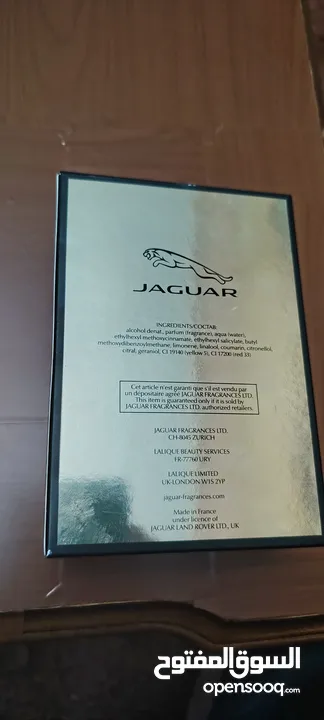 JAGUAR
INGREDIENTS/COCTAB:
alcohol denat., parfum (fragrance), aqua (water),
ethylhexyl methoxycinnamate, ethylhexyl salicylate, butyl
methoxydibenzoylmethane, limonene, linalool, coumarin, citronellol,
citral, geraniol, CI 19140 (yellow 5), CI 17200 (red 33)
Cet article n'est garanti que s'il est vendu par
un dépositaire agréé JAGUAR FRAGRANCES LTD.
This item is guaranteed only if it is sold by
JAGUAR FRAGRANCES LTD. authorized retailers.
JAGUAR FRAGRANCES LTD.
CH-8045 ZURICH
LALIQUE BEAUTY SERVICES
FR-77760 URY
LALIQUE LIMITED
UK-LONDON W1S 2YP
jaguar-fragrances.com
Made in France
under licence of
JAGUAR LAND ROVER LTD., UK
السوق المفتوح
opensooq.com